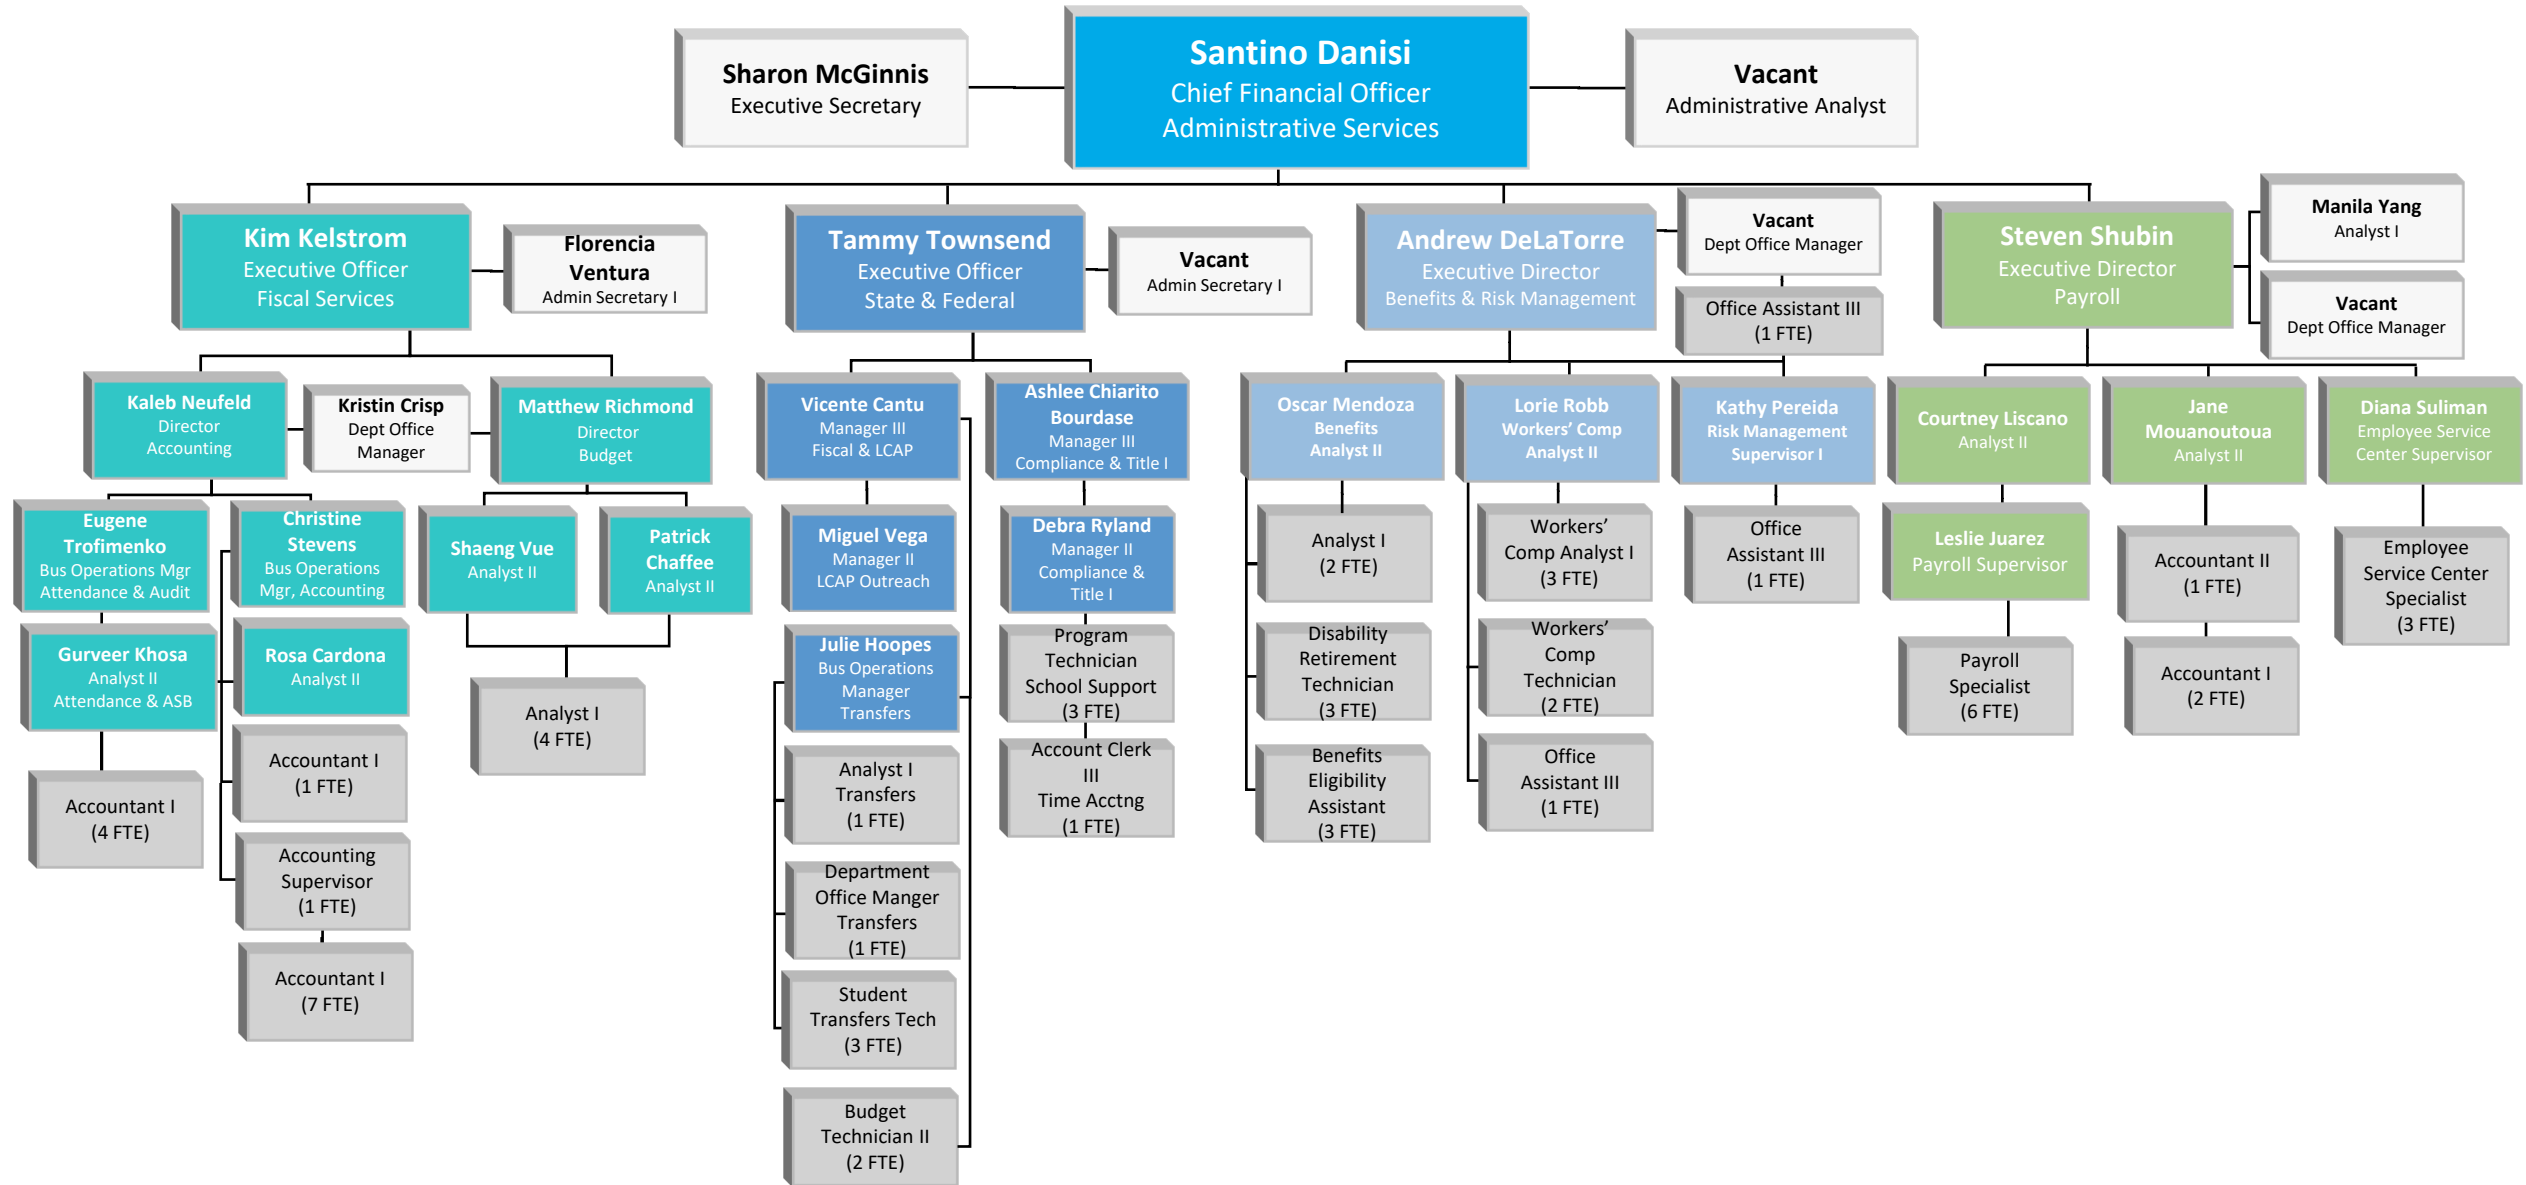 Santino Danisi
Chief Financial Officer
Administrative Services
Sharon McGinnis
Executive Secretary
Vacant
Administrative Analyst
Kim Kelstrom
Executive Officer
Fiscal Services
Florencia
Ventura
Admin Secretary I
Tammy Townsend
Executive Officer
State & Federal
Vacant
Admin Secretary I
Andrew DeLaTorre
Executive Director
Benefits & Risk Management
Vacant
Dept Office Manager
Office Assistant III
(1 FTE)
Steven Shubin
Executive Director
Payroll
Manila Yang
Analyst I
Vacant
Dept Office Manager
Kaleb Neufeld
Director
Accounting
Kristin Crisp
Dept Office
Manager
Matthew Richmond
Director
Budget
Eugene
Trofimenko
Bus Operations Mgr
Attendance & Audit
Christine
Stevens
Bus Operations
Mgr, Accounting
Shaeng Vue
Analyst II
Patrick
Chaffee
Analyst II
Gurveer Khosa
Analyst II
Attendance & ASB
Rosa Cardona
Analyst II
Analyst I
(4 FTE)
Accountant I
(4 FTE)
Accountant I
(1 FTE)
Accounting
Supervisor
(1 FTE)
Accountant I
(7 FTE)
Vicente Cantu
Manager III
Fiscal & LCAP
Ashlee Chiarito
Bourdase
Manager III
Compliance & Title I
Miguel Vega
Manager II
LCAP Outreach
Debra Ryland
Manager II
Compliance &
Title I
Julie Hoopes
Bus Operations
Manager
Transfers
Program
Technician
School Support
(3 FTE)
Analyst I
Transfers
(1 FTE)
Account Clerk
III
Time Acctng
(1 FTE)
Department
Office Manger
Transfers
(1 FTE)
Student
Transfers Tech
(3 FTE)
Budget
Technician II
(2 FTE)
Oscar Mendoza
Benefits
Analyst II
Lorie Robb
Workers' Comp
Analyst II
Kathy Pereida
Risk Management
Supervisor I
Analyst I
(2 FTE)
Workers'
Comp Analyst I
(3 FTE)
Office
Assistant III
(1 FTE)
Disability
Retirement
Technician
(3 FTE)
Workers'
Comp
Technician
(2 FTE)
Benefits
Eligibility
Assistant
(3 FTE)
Office
Assistant III
(1 FTE)
Courtney Liscano
Analyst II
Jane
Mouanoutoua
Analyst II
Diana Suliman
Employee Service
Center Supervisor
Leslie Juarez
Payroll Supervisor
Accountant II
(1 FTE)
Employee
Service Center
Specialist
(3 FTE)
Payroll
Specialist
(6 FTE)
Accountant I
(2 FTE)